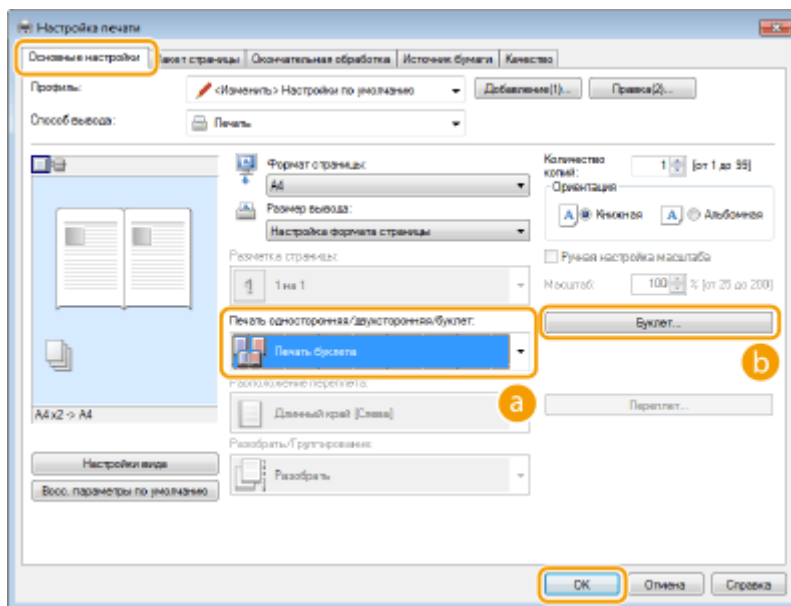 Настройка печати
Основные настройки Макет страницы Окончательная обработка Источник бумаги Качество
Профиль: <Изменить> Настройки по умолчанию Добавление(1)... Правка(2)...
Способ вывода: Печать
Формат страницы:
A4
Размер вывода:
Настройка формата страницы
Разметка страницы:
1 на 1
Печать односторонняя/двухсторонняя/буклет:
Печать буклета
a
Расположение переплета:
Длинный край [Слева]
Разобрать/Группирование:
Разобрать
Количество копий: 1 [от 1 до 99]
Ориентация
A Книжная A Альбомная
Ручная настройка масштаба
Масштаб: 100 % [от 25 до 200]
Буклет...
b
Переплет...
A4x2 -> A4
Настройки вида
Восс. параметры по умолчанию
OK Отмена Справка